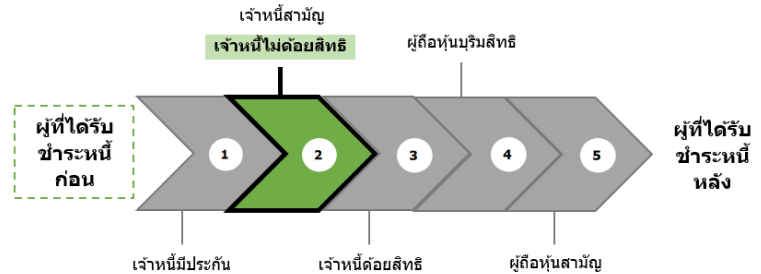 เจ้าหนี้สามัญ
เจ้าหนี้ไม่ด้อยสิทธิ
ผู้ถือหุ้นบุริมสิทธิ
ผู้ที่ได้รับ
ชำระหนี้
ก่อน
1
2
3
4
5
ผู้ที่ได้รับ
ชำระหนี้
หลัง
เจ้าหนี้มีประกัน
เจ้าหนี้ด้อยสิทธิ
ผู้ถือหุ้นสามัญ